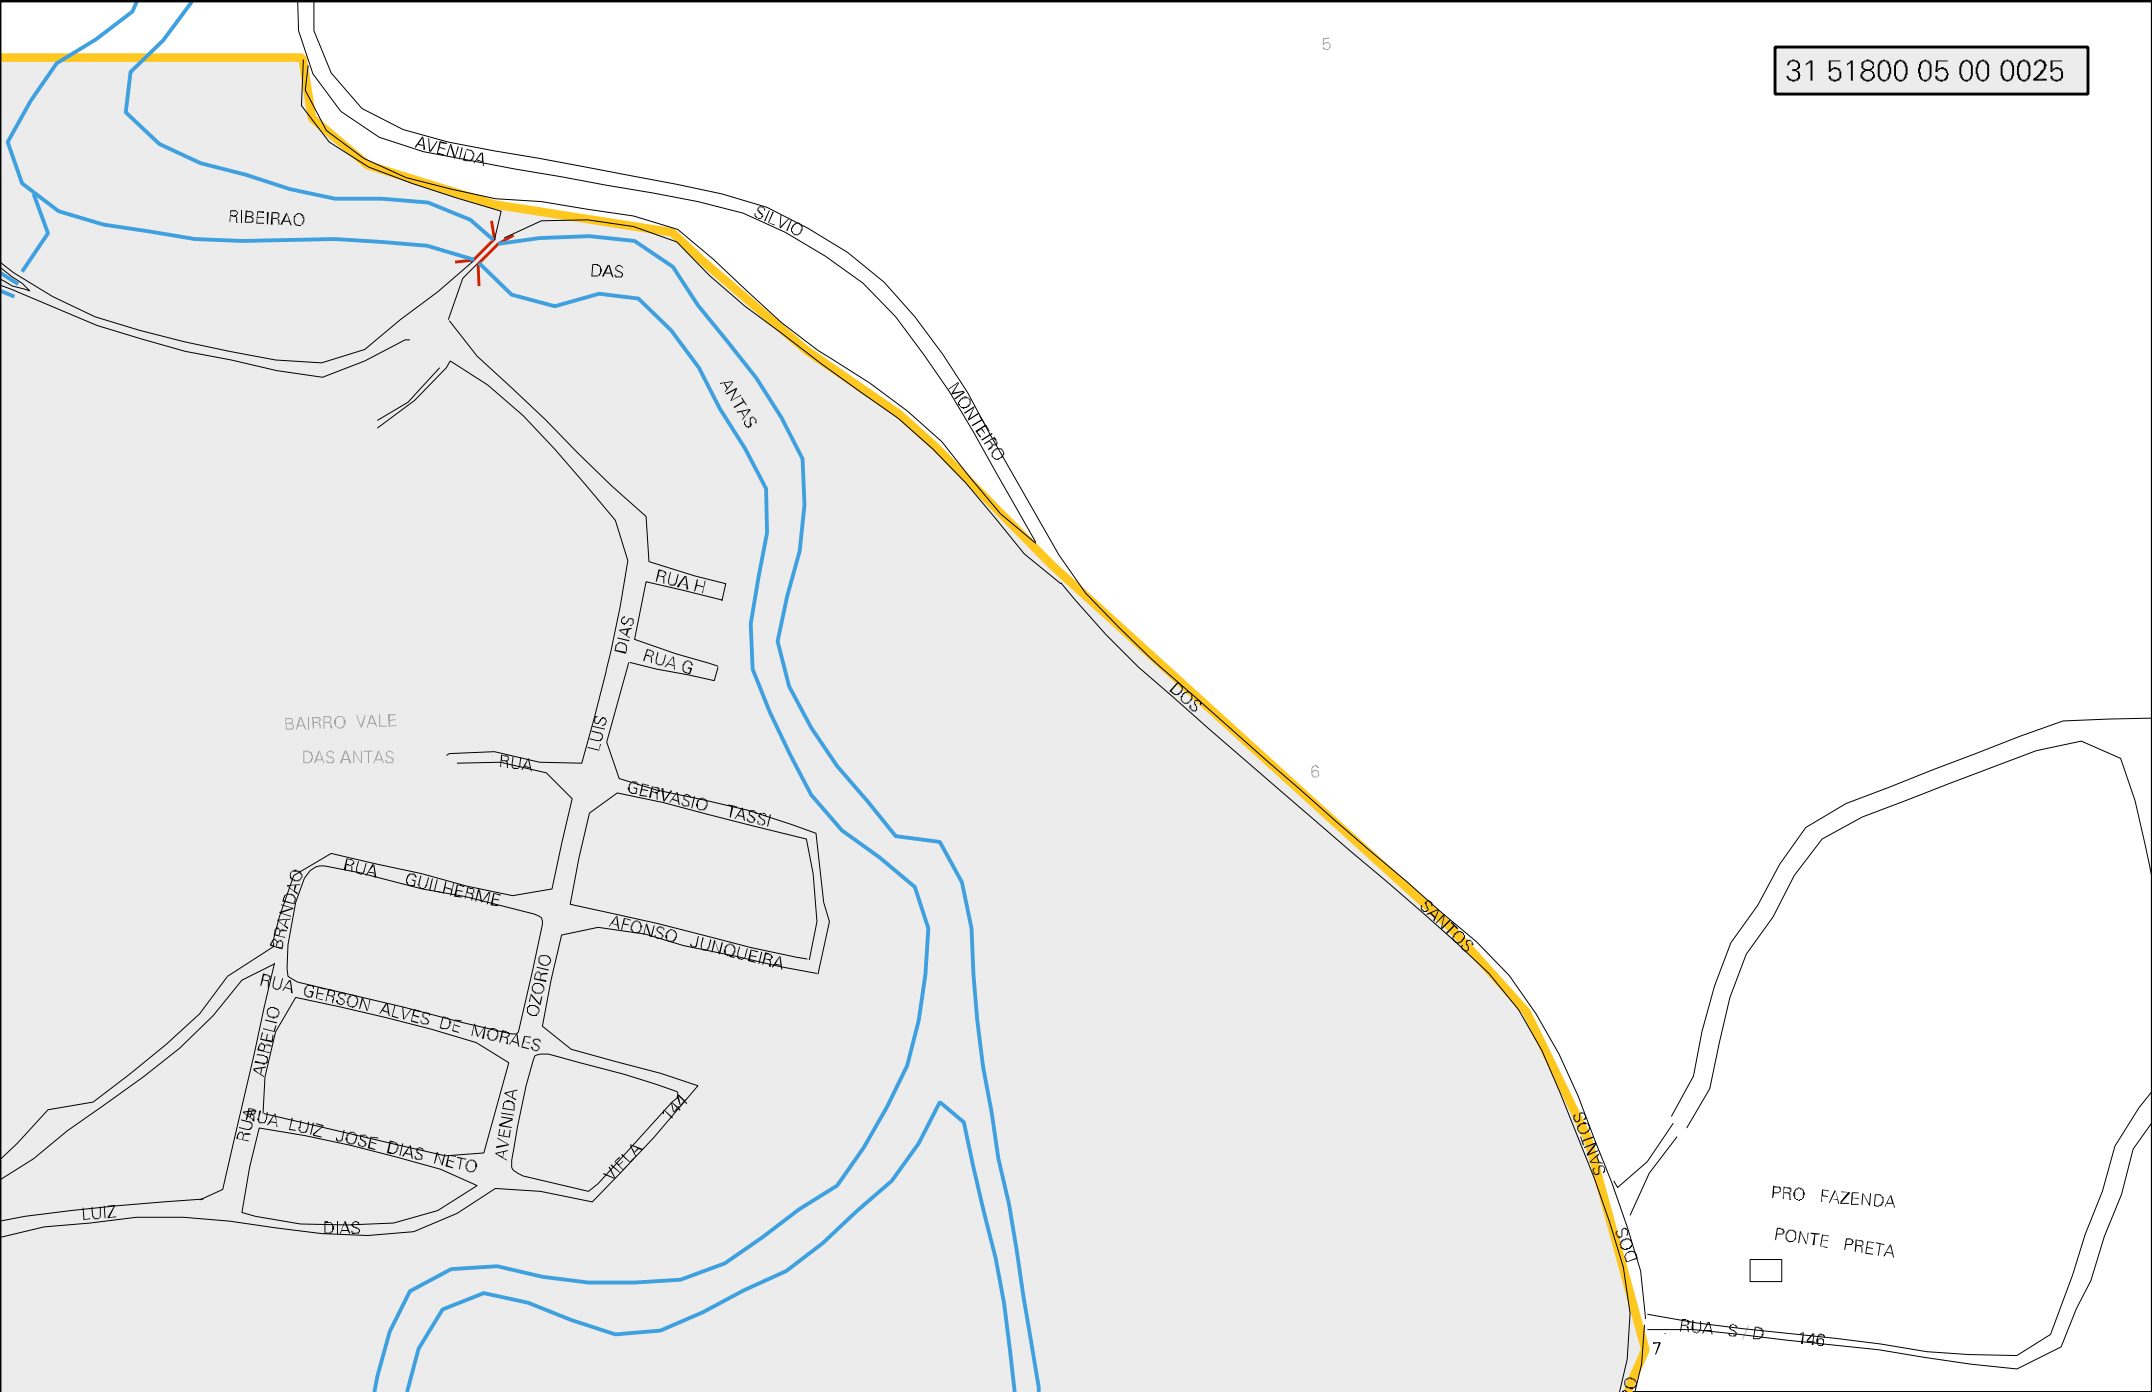 5
31 51800 05 00 0025
AVENIDA
SILVIO
RIBEIRAO
DAS
ANTAS
MONTEIRO
RUA H
DIAS
RUA G
DOS
BAIRRO VALE
DAS ANTAS
LUIS
RUA
6
GERVASIO TASSI
RUA GUILHERME
BRANDAO
AFONSO JUNQUEIRA
SANTOS
OZORIO
RUA GERSON ALVES DE MORAES
AURELIO
RUA
RUA LUIZ JOSE DIAS NETO
AVENIDA
144
VIELA
SANTOS
LUIZ
DIAS
DOS
PRO FAZENDA
PONTE PRETA
RUA S/D 146
7